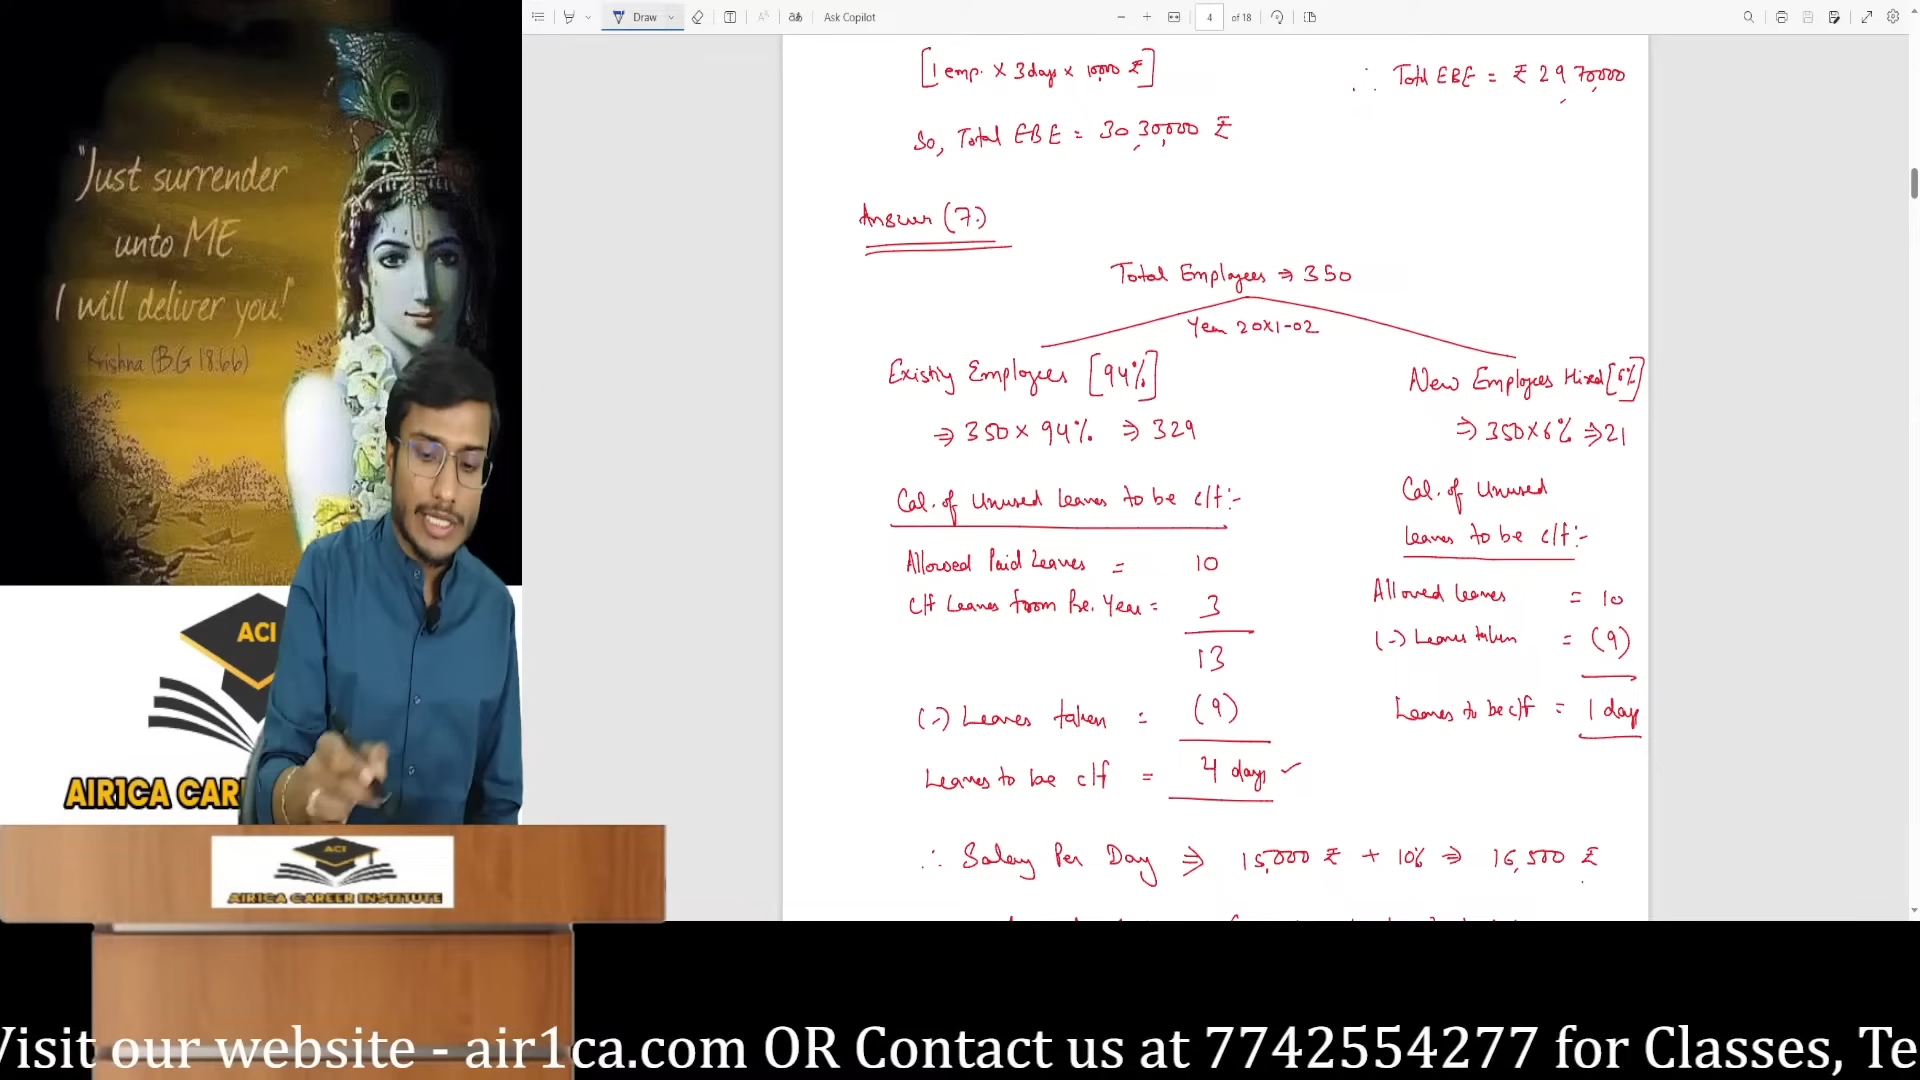 "Just surrender
unto ME
I will deliver you!"
Krishna (B.G 18:66)
ACI
AIR1CA CAR
ACI
AIR1CA CAREER INSTITUTE
Draw
Ask Copilot
4 of 18
[1 emp. × 3 days × 10,000 ₹]
So, Total EBE = 30,30,000 ₹
∴ Total EBE = ₹ 29,70,000
Answer (7.)
Total Employees ⇒ 350
Year 20X1-02
Existing Employees [94%]
⇒ 350 × 94% ⇒ 329
Cal. of Unused Leaves to be c/f:-
Allowed Paid Leaves = 10
c/f Leaves from Pre. Year = 3
13
(-) Leaves taken = (9)
Leaves to be c/f = 4 days ✓
New Employees Hired [6%]
⇒ 350×6% ⇒ 21
Cal. of Unused
leaves to be c/f:-
Allowed leaves = 10
(-) Leaves taken = (9)
Leaves to be c/f = 1 day
∴ Salary Per Day ⇒ 15,000 ₹ + 10% ⇒ 16,500 ₹
Visit our website - air1ca.com OR Contact us at 7742554277 for Classes, Te